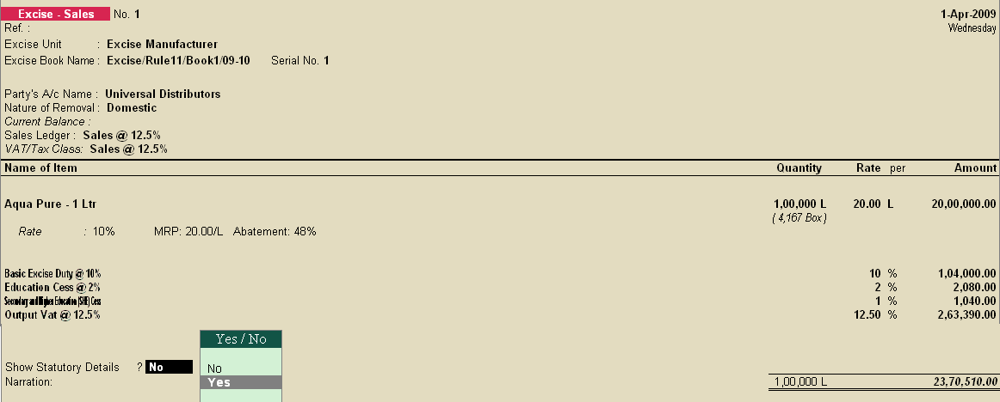 Excise - Sales No. 1 1-Apr-2009
Ref. : Wednesday
Excise Unit : Excise Manufacturer
Excise Book Name : Excise/Rule11/Book1/09-10 Serial No. 1
Party's A/c Name : Universal Distributors
Nature of Removal : Domestic
Current Balance :
Sales Ledger : Sales @ 12.5%
VAT/Tax Class: Sales @ 12.5%
Name of Item Quantity Rate per Amount
Aqua Pure - 1 Ltr 1,00,000 L 20.00 L 20,00,000.00
( 4,167 Box )
Rate : 10% MRP: 20.00/L Abatement: 48%
Basic Excise Duty @ 10% 10 % 1,04,000.00
Education Cess @ 2% 2 % 2,080.00
Secondary and Higher Education (SHE) Cess 1 % 1,040.00
Output Vat @ 12.5% 12.50 % 2,63,390.00
Yes / No
Show Statutory Details ? No No
Narration: Yes 1,00,000 L 23,70,510.00